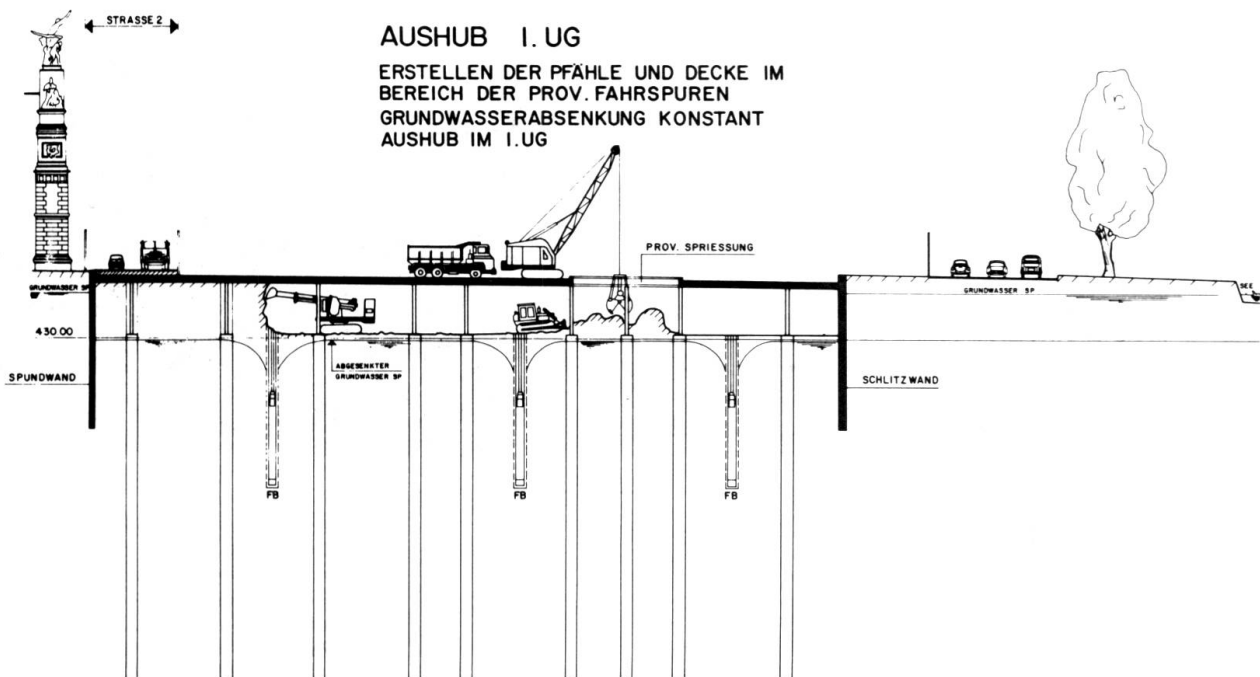 STRASSE 2
AUSHUB I. UG
ERSTELLEN DER PFÄHLE UND DECKE IM
BEREICH DER PROV. FAHRSPUREN
GRUNDWASSERABSENKUNG KONSTANT
AUSHUB IM I.UG
PROV. SPRIESSUNG
GRUNDWASSER SP
GRUNDWASSER SP
SEE
430.00
ABGESENKTER
GRUNDWASSER SP
SPUNDWAND
SCHLITZWAND
FB
FB
FB